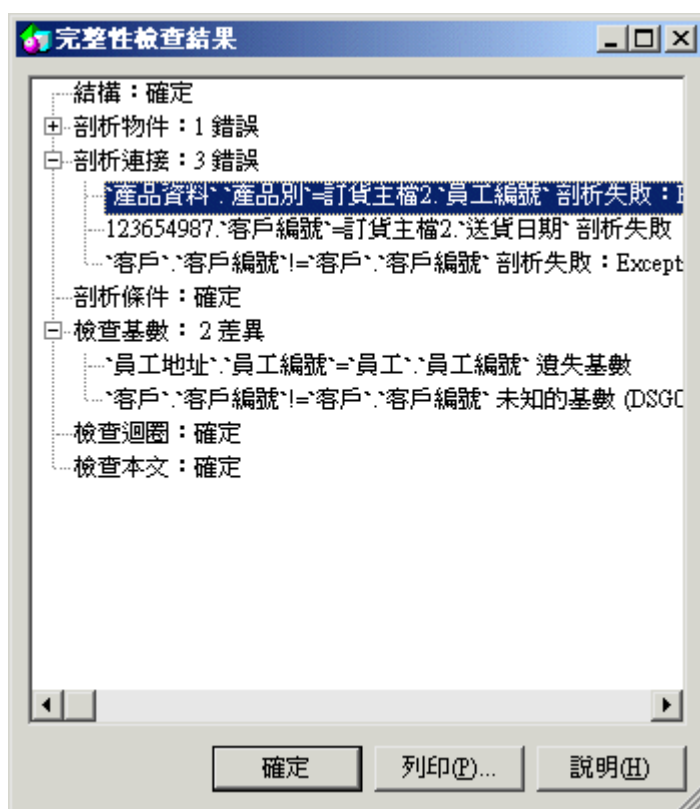 完整性檢查結果
結構：確定
剖析物件：1 錯誤
剖析連接：3 錯誤
`產品資料`.`產品別`=訂貨主檔2.`員工編號` 剖析失敗：E
123654987.`客戶編號`=訂貨主檔2.`送貨日期` 剖析失敗
`客戶`.`客戶編號`!=`客戶`.`客戶編號` 剖析失敗：Except
剖析條件：確定
檢查基數： 2 差異
`員工地址`.`員工編號`=`員工`.`員工編號` 遺失基數
`客戶`.`客戶編號`!=`客戶`.`客戶編號` 未知的基數 (DSGC
檢查迴圈：確定
檢查本文：確定
確定 列印(P)... 說明(H)